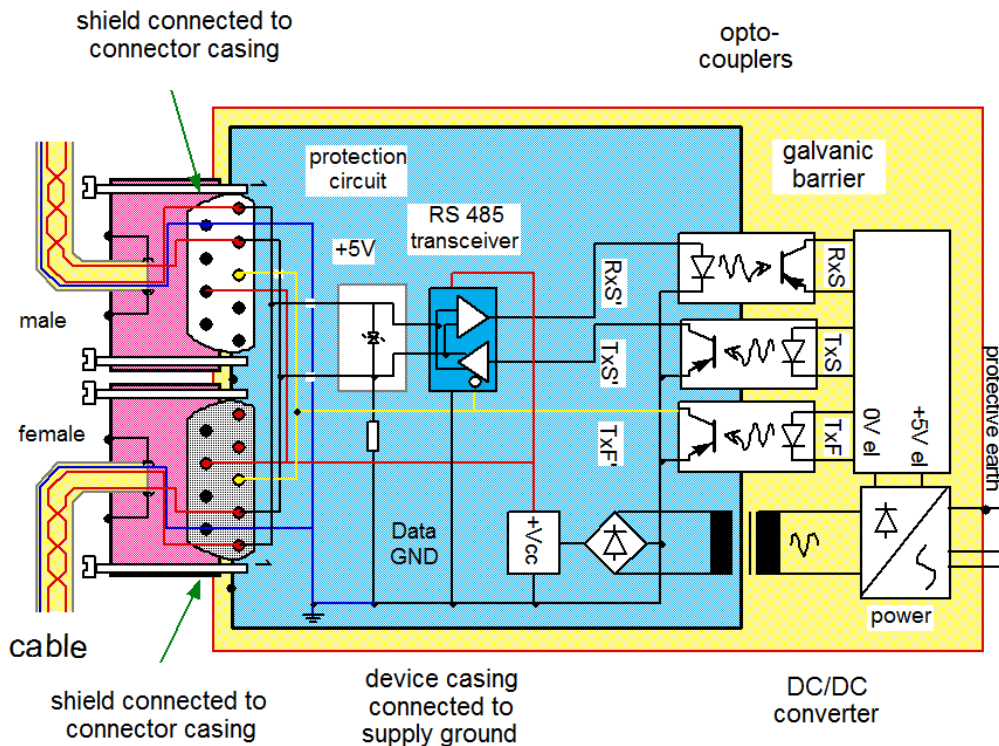 shield connected to
connector casing
opto-
couplers
protection
circuit
galvanic
barrier
RS 485
transceiver
+5V
1
RxS'
RxS
male
TxS'
TxS
protective earth
female
TxF'
TxF
0V el
+5V el
Data
GND
+Vcc
1
power
cable
shield connected to
connector casing
device casing
connected to
supply ground
DC/DC
converter